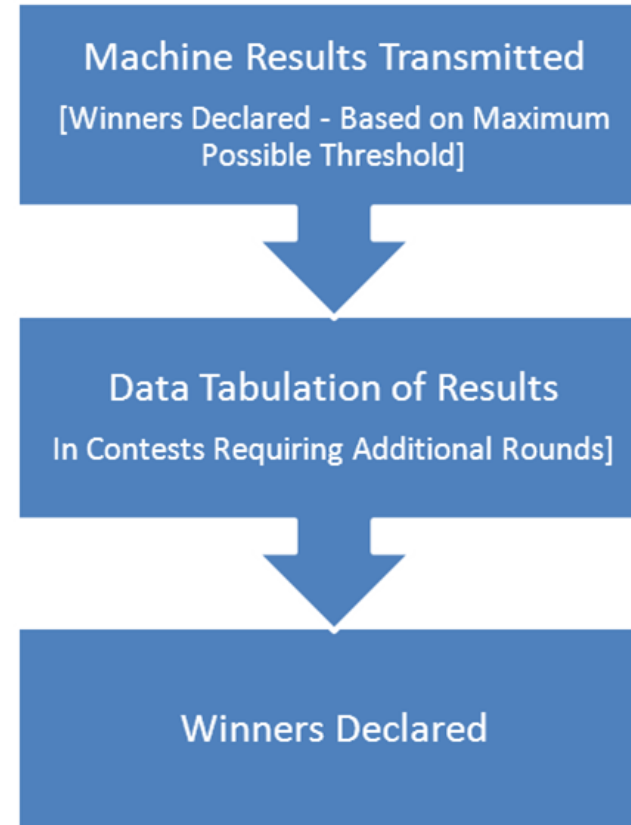 Machine Results Transmitted
[Winners Declared - Based on Maximum
Possible Threshold]
Data Tabulation of Results
In Contests Requiring Additional Rounds]
Winners Declared